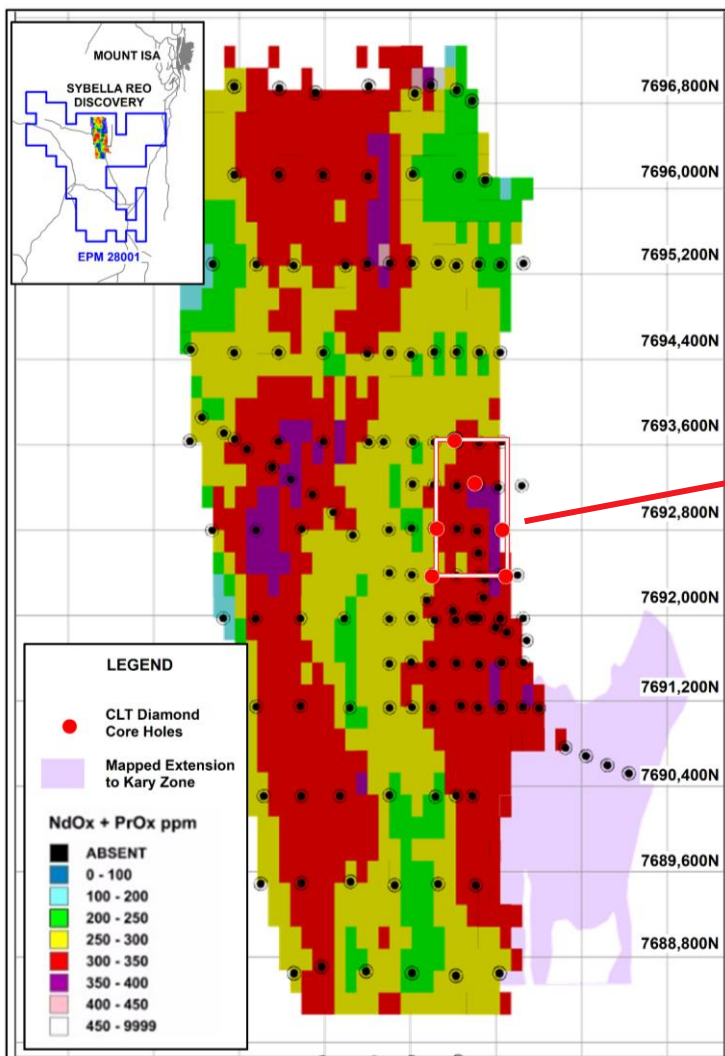 MOUNT ISA
SYBELLA REO
DISCOVERY
EPM 28001
7696,800N
7696,000N
7695,200N
7694,400N
7693,600N
7692,800N
7692,000N
7691,200N
7690,400N
7689,600N
7688,800N
LEGEND
CLT Diamond
Core Holes
Mapped Extension
to Kary Zone
NdOx + PrOx ppm
ABSENT
0 - 100
100 - 200
200 - 250
250 - 300
300 - 350
350 - 400
400 - 450
450 - 9999